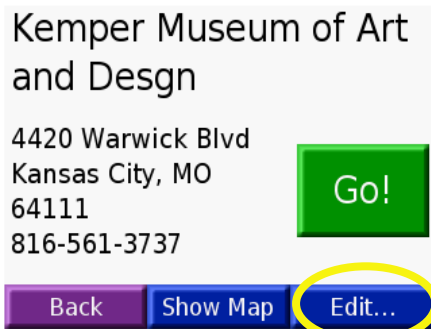 Kemper Museum of Art
and Desgn
4420 Warwick Blvd
Kansas City, MO
64111
816-561-3737
Go!
Back
Show Map
Edit...